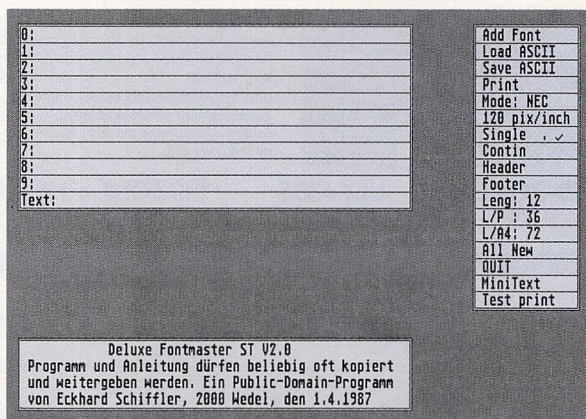 0:
1:
2:
3:
4:
5:
6:
7:
8:
9:
Text:
Add Font
Load ASCII
Save ASCII
Print
Mode: NEC
120 pix/inch
Single
Contin
Header
Footer
Leng: 12
L/P : 36
L/A4: 72
All New
QUIT
MiniText
Test print
Deluxe Fontmaster ST V2.0
Programm und Anleitung dürfen beliebig oft kopiert
und weitergeben werden. Ein Public-Domain-Programm
von Eckhard Schiffler, 2000 Wedel, den 1.4.1987